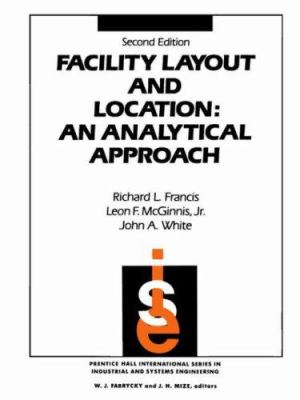 Second Edition
FACILITY LAYOUT
AND
LOCATION:
AN ANALYTICAL
APPROACH
Richard L. Francis
Leon F. McGinnis, Jr.
John A. White
i
s
e
PRENTICE HALL INTERNATIONAL SERIES IN
INDUSTRIAL AND SYSTEMS ENGINEERING
W. J. FABRYCKY and J. H. MIZE, editors